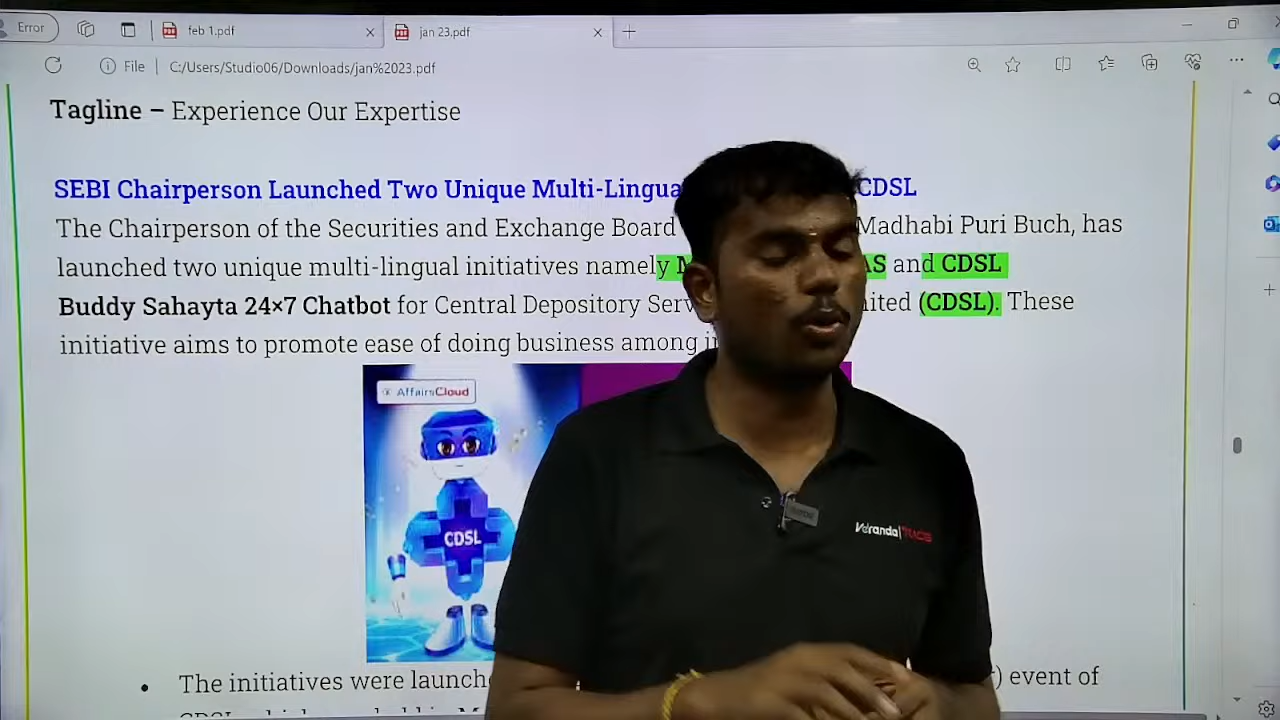 Error
feb 1.pdf
jan 23.pdf
File
C:/Users/Studio06/Downloads/jan%2023.pdf
Tagline – Experience Our Expertise
SEBI Chairperson Launched Two Unique Multi-Lingua CDSL
The Chairperson of the Securities and Exchange Board Madhabi Puri Buch, has
launched two unique multi-lingual initiatives namely AS and CDSL
Buddy Sahayta 24×7 Chatbot for Central Depository Serv ited (CDSL). These
initiative aims to promote ease of doing business among
AffairsCloud
CDSL
Veranda RACE
• The initiatives were launch ) event of